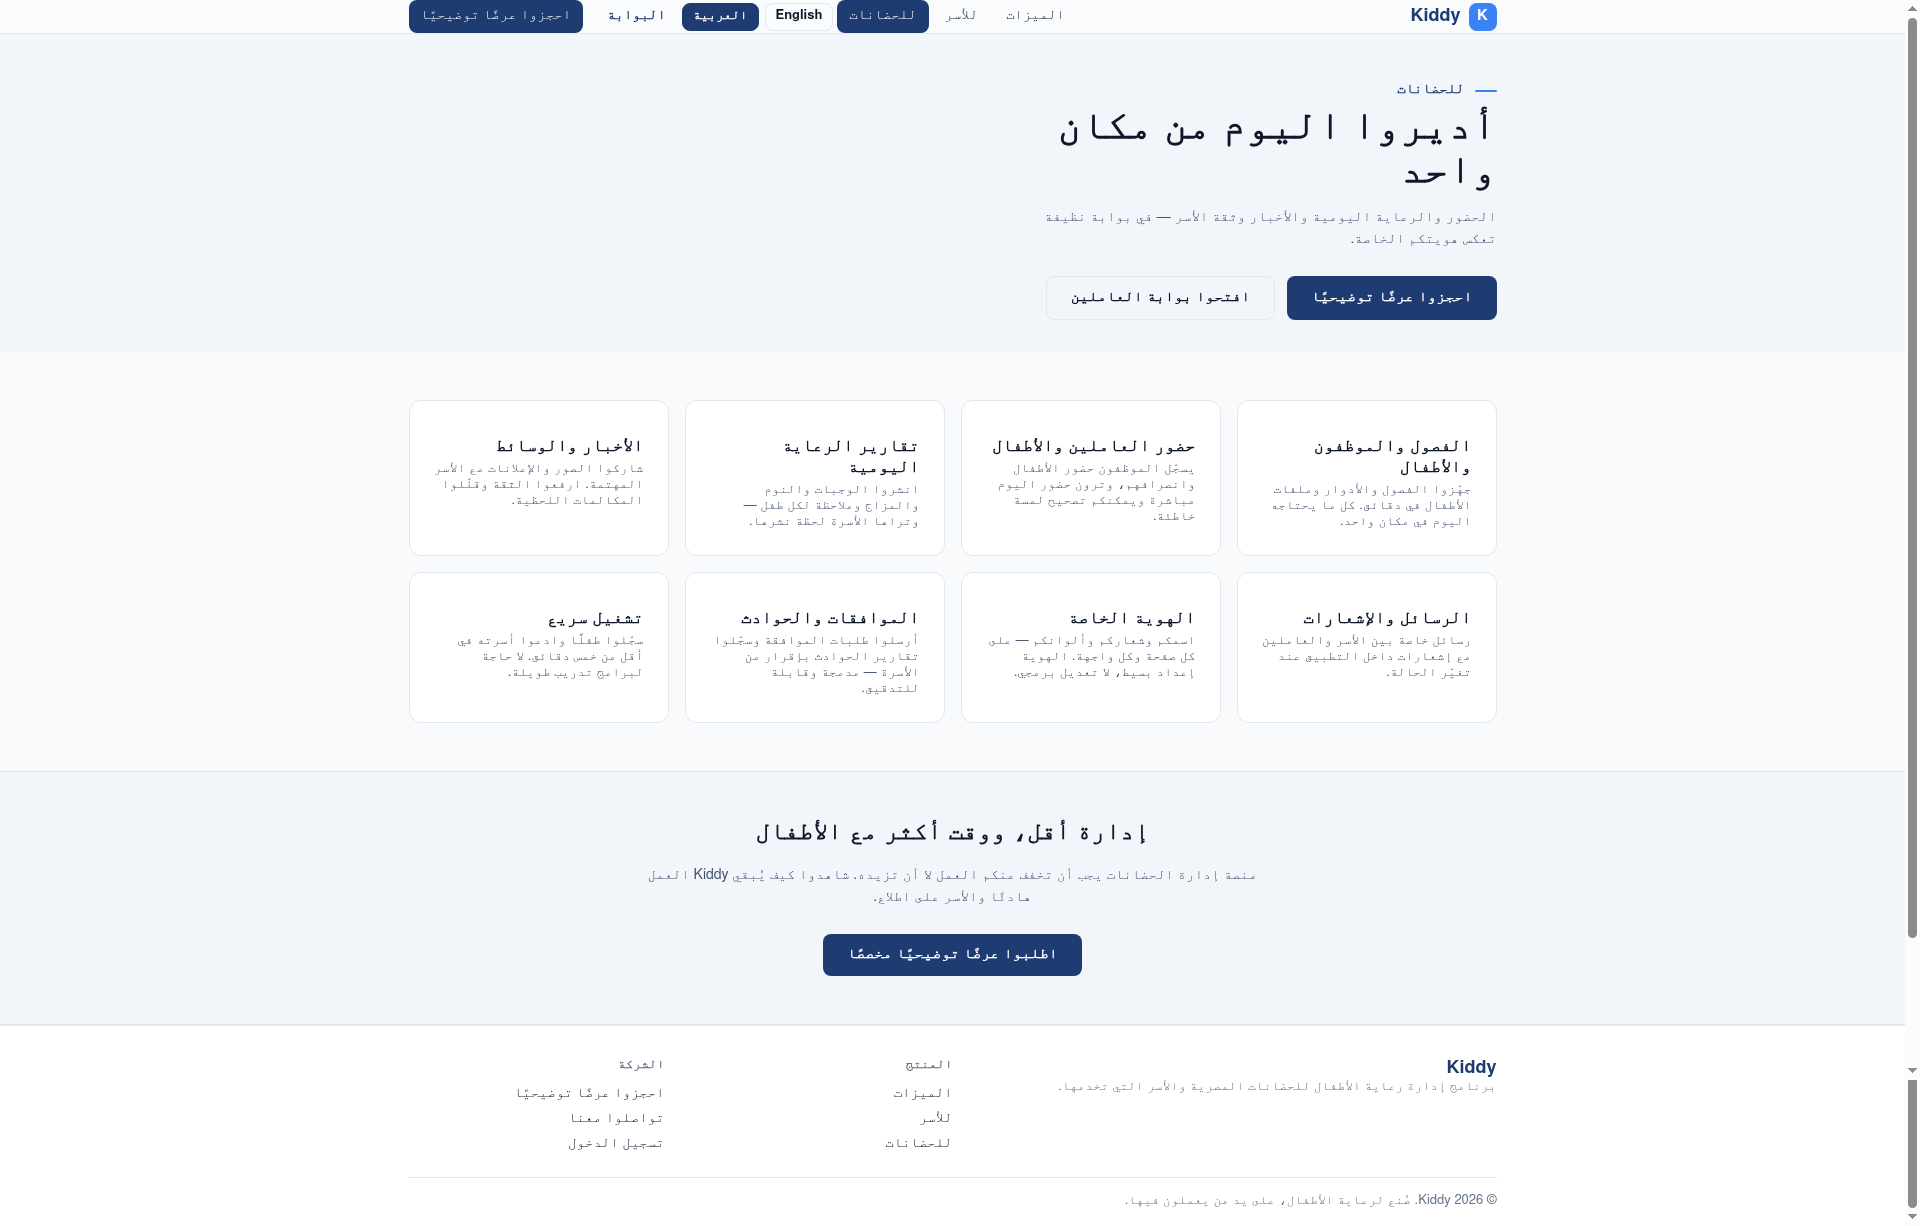 K Kiddy
الميزات
للأسر
للحضانات
English
العربية
البوابة
احجزوا عرضًا توضيحيًا
للحضانات
أديروا اليوم من مكان
واحد
الحضور والرعاية اليومية والأخبار وثقة الأسر — في بوابة نظيفة
تعكس هويتكم الخاصة.
احجزوا عرضًا توضيحيًا
افتحوا بوابة العاملين
الفصول والموظفون
والأطفال
جهّزوا الفصول والأدوار وملفات
الأطفال في دقائق. كل ما يحتاجه
اليوم في مكان واحد.
حضور العاملين والأطفال
يسجّل الموظفون حضور الأطفال
وانصرافهم، وترون حضور اليوم
مباشرة ويمكنكم تصحيح لمسة
خاطئة.
تقارير الرعاية
اليومية
انشروا الوجبات والنوم
والمزاج وملاحظة لكل طفل —
وتراها الأسرة لحظة نشرها.
الأخبار والوسائط
شاركوا الصور والإعلانات مع الأسر
المهتمة. ارفعوا الثقة وقلّلوا
المكالمات اللحظية.
الرسائل والإشعارات
رسائل خاصة بين الأسر والعاملين
مع إشعارات داخل التطبيق عند
تغيّر الحالة.
الهوية الخاصة
اسمكم وشعاركم وألوانكم — على
كل صفحة وكل واجهة. الهوية
إعداد بسيط، لا تعديل برمجي.
الموافقات والحوادث
أرسلوا طلبات الموافقة وسجّلوا
تقارير الحوادث بإقرار من
الأسرة — مدمجة وقابلة
للتدقيق.
تشغيل سريع
سجّلوا طفلًا وادعوا أسرته في
أقل من خمس دقائق. لا حاجة
لبرامج تدريب طويلة.
إدارة أقل، ووقت أكثر مع الأطفال
منصة إدارة الحضانات يجب أن تخفف عنكم العمل لا أن تزيده. شاهدوا كيف يُبقي Kiddy العمل
هادئًا والأسر على اطلاع.
اطلبوا عرضًا توضيحيًا مخصصًا
Kiddy
برنامج إدارة رعاية الأطفال للحضانات المصرية والأسر التي تخدمها.
المنتج
الميزات
للأسر
للحضانات
الشركة
احجزوا عرضًا توضيحيًا
تواصلوا معنا
تسجيل الدخول
© 2026 Kiddy. صُنع لرعاية الأطفال، على يد من يعملون فيها.